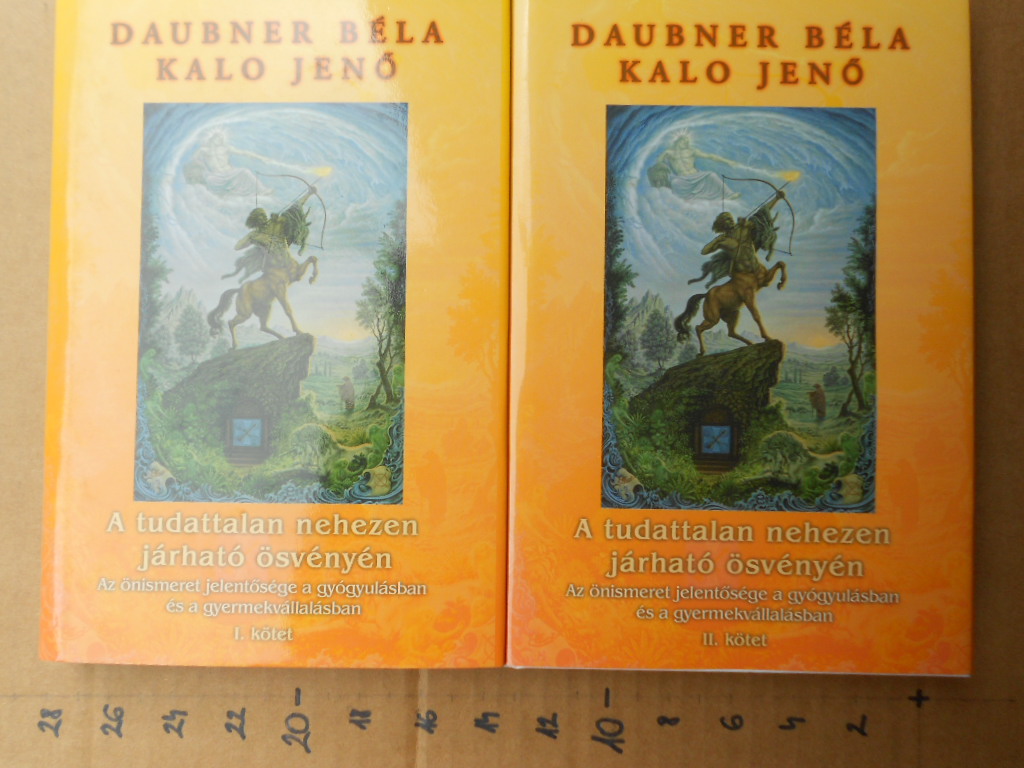 DAUBNER BÉLA
KALO JENŐ
A tudattalan nehezen
járható ösvényén
Az önismeret jelentősége a gyógyulásban
és a gyermekvállalásban
I. kötet
DAUBNER BÉLA
KALO JENŐ
A tudattalan nehezen
járható ösvényén
Az önismeret jelentősége a gyógyulásban
és a gyermekvállalásban
II. kötet
28 26 24 22 20 18 16 14 12 10 8 6 4 2 +